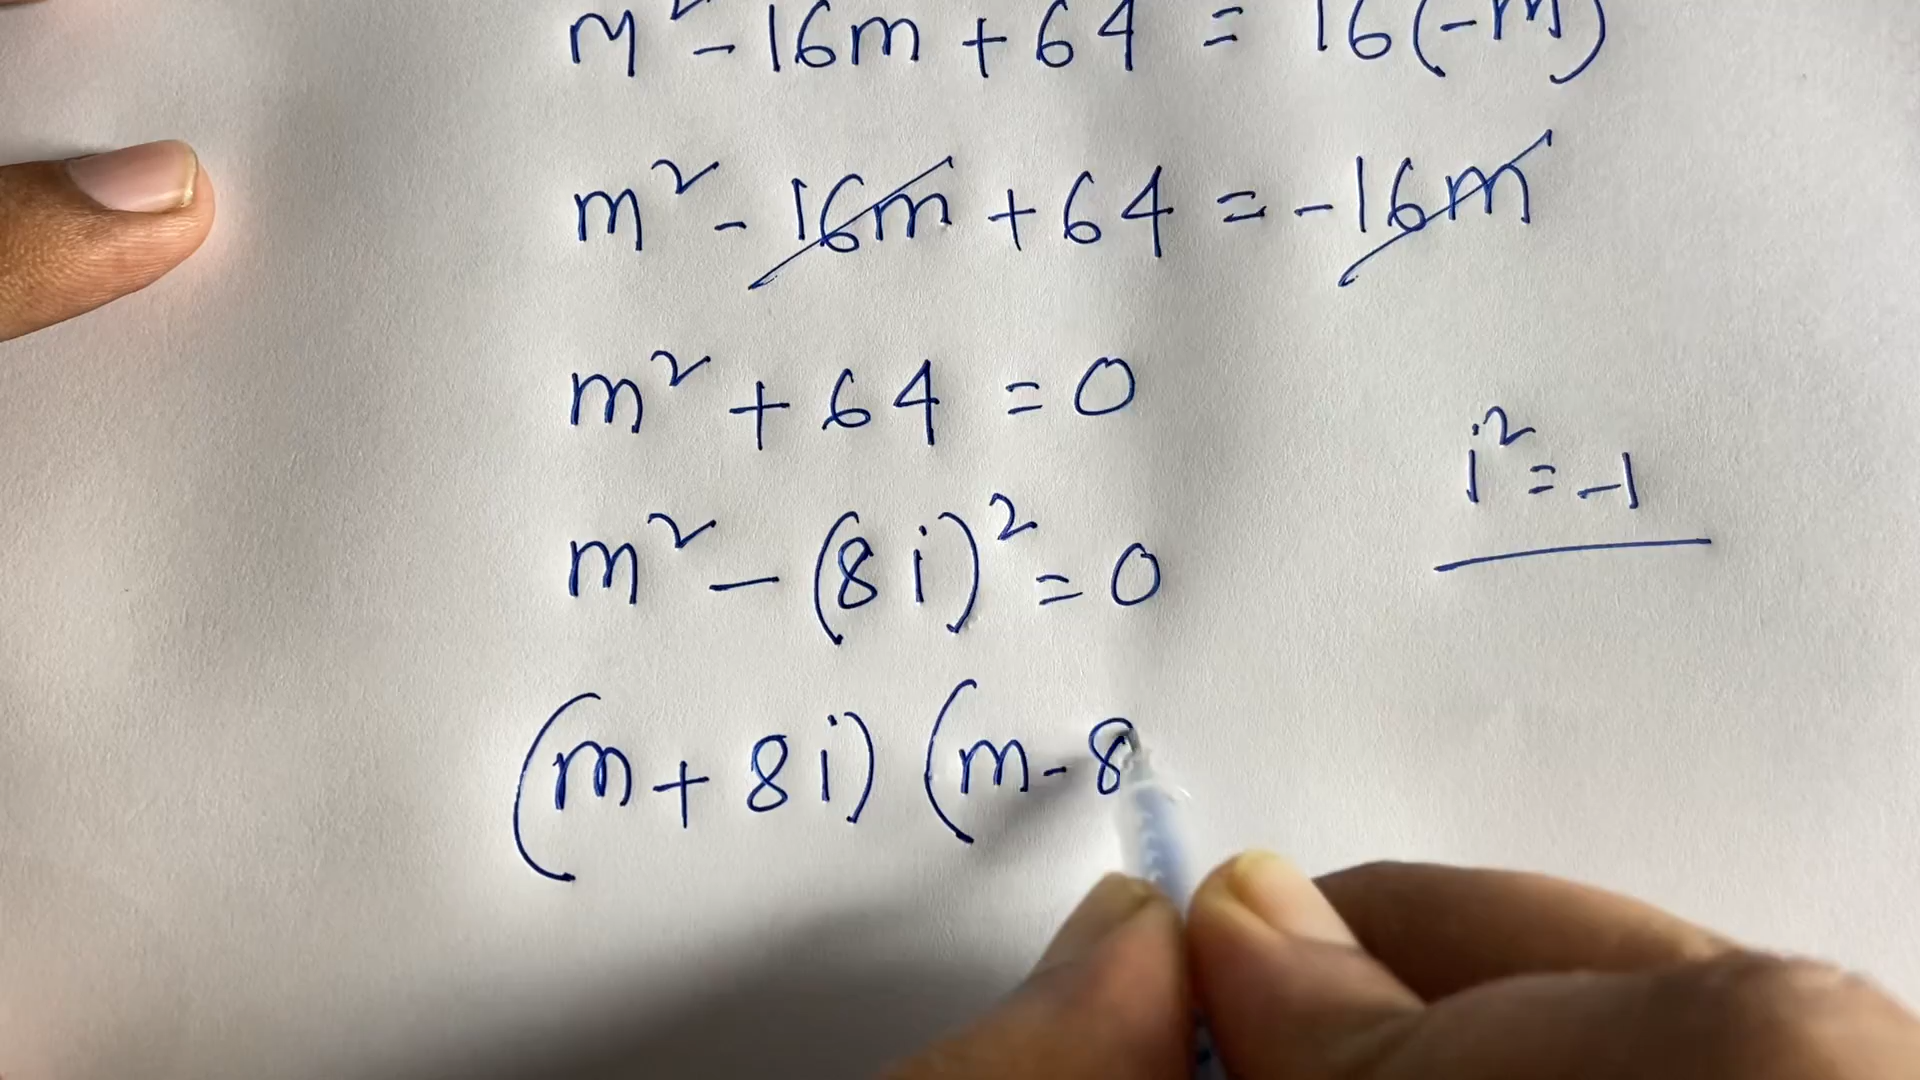 m² - 16m + 64 = 16(-m)
m² - 16m + 64 = -16m
m² + 64 = 0
i² = -1
m² - (8i)² = 0
(m + 8i) (m - 8